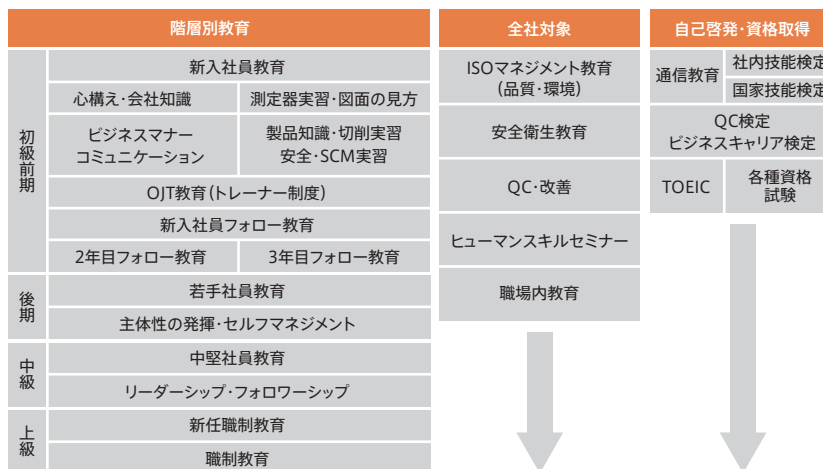 階層別教育
初級前期
新入社員教育
心構え・会社知識
測定器実習・図面の見方
ビジネスマナー
コミュニケーション
製品知識・切削実習
安全・SCM実習
OJT教育(トレーナー制度)
新入社員フォロー教育
2年目フォロー教育
3年目フォロー教育
後期
若手社員教育
主体性の発揮・セルフマネジメント
中級
中堅社員教育
リーダーシップ・フォロワーシップ
上級
新任職制教育
職制教育
全社対象
ISOマネジメント教育
(品質・環境)
安全衛生教育
QC・改善
ヒューマンスキルセミナー
職場内教育
自己啓発・資格取得
通信教育
社内技能検定
国家技能検定
QC検定
ビジネスキャリア検定
TOEIC
各種資格
試験